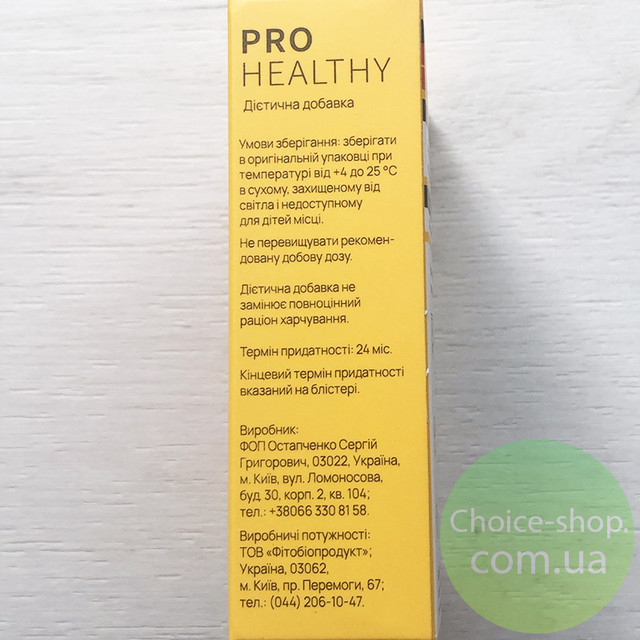 PRO
HEALTHY
Дієтична добавка
Умови зберігання: зберігати
в оригінальній упаковці при
температурі від +4 до 25 °C
в сухому, захищеному від
світла і недоступному
для дітей місці.
Не перевищувати рекомен-
довану добову дозу.
Дієтична добавка не
замінює повноцінний
раціон харчування.
Термін придатності: 24 міс.
Кінцевий термін придатності
вказаний на блістері.
Виробник:
ФОП Остапченко Сергій
Григорович, 03022, Україна,
м. Київ, вул. Ломоносова,
буд. 30, корп. 2, кв. 104;
тел.: +38066 330 81 58.
Виробничі потужності:
ТОВ «Фітобіопродукт»;
Україна, 03062,
м. Київ, пр. Перемоги, 67;
тел.: (044) 206-10-47.
Choice-shop.
com.ua